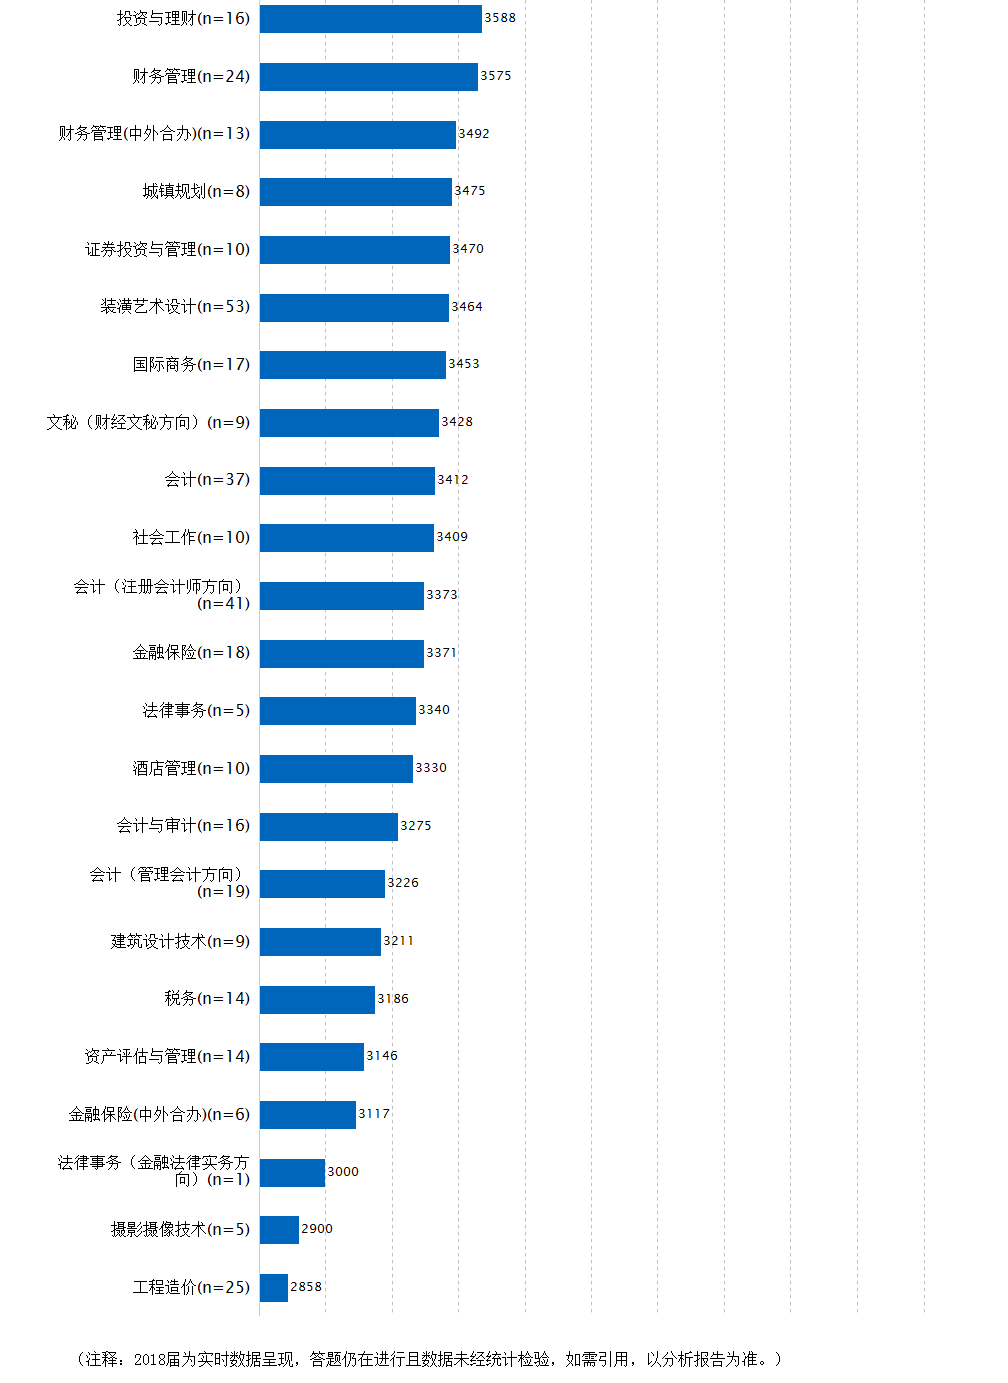 投资与理财(n=16) 3588
财务管理(n=24) 3575
财务管理(中外合办)(n=13) 3492
城镇规划(n=8) 3475
证券投资与管理(n=10) 3470
装潢艺术设计(n=53) 3464
国际商务(n=17) 3453
文秘（财经文秘方向）(n=9) 3428
会计(n=37) 3412
社会工作(n=10) 3409
会计（注册会计师方向）
(n=41) 3373
金融保险(n=18) 3371
法律事务(n=5) 3340
酒店管理(n=10) 3330
会计与审计(n=16) 3275
会计（管理会计方向）
(n=19) 3226
建筑设计技术(n=9) 3211
税务(n=14) 3186
资产评估与管理(n=14) 3146
金融保险(中外合办)(n=6) 3117
法律事务（金融法律实务方
向）(n=1) 3000
摄影摄像技术(n=5) 2900
工程造价(n=25) 2858
（注释：2018届为实时数据呈现，答题仍在进行且数据未经统计检验，如需引用，以分析报告为准。）